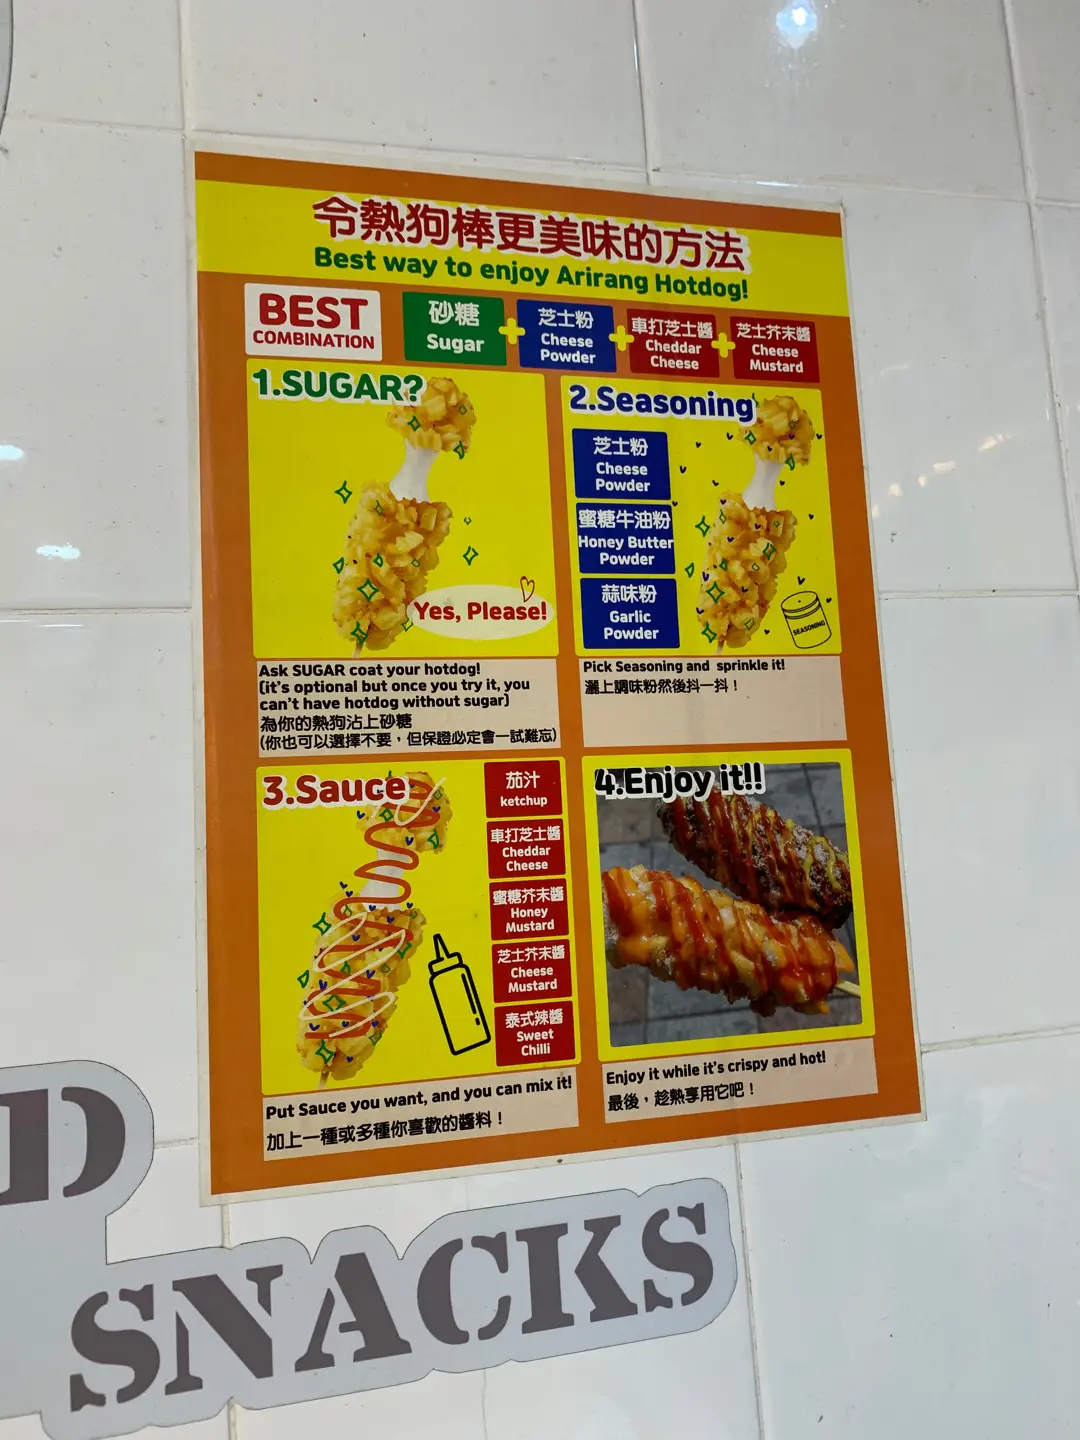 令熱狗棒更美味的方法
Best way to enjoy Arirang Hotdog!
BEST
COMBINATION
砂糖
Sugar
+
芝士粉
Cheese
Powder
+
車打芝士醬
Cheddar
Cheese
+
芝士芥末醬
Cheese
Mustard
1.SUGAR?
Yes, Please!
Ask SUGAR coat your hotdog!
(it's optional but once you try it, you
can't have hotdog without sugar)
為你的熱狗沾上砂糖
(你也可以選擇不要，但保證必定會一試難忘)
2.Seasoning
芝士粉
Cheese
Powder
蜜糖牛油粉
Honey Butter
Powder
蒜味粉
Garlic
Powder
SEASONING
Pick Seasoning and sprinkle it!
灑上調味粉然後抖一抖！
3.Sauce
茄汁
ketchup
車打芝士醬
Cheddar
Cheese
蜜糖芥末醬
Honey
Mustard
芝士芥末醬
Cheese
Mustard
泰式辣醬
Sweet
Chilli
Put Sauce you want, and you can mix it!
加上一種或多種你喜歡的醬料！
4.Enjoy it!!
Enjoy it while it's crispy and hot!
最後，趁熱享用它吧！
D
SNACKS